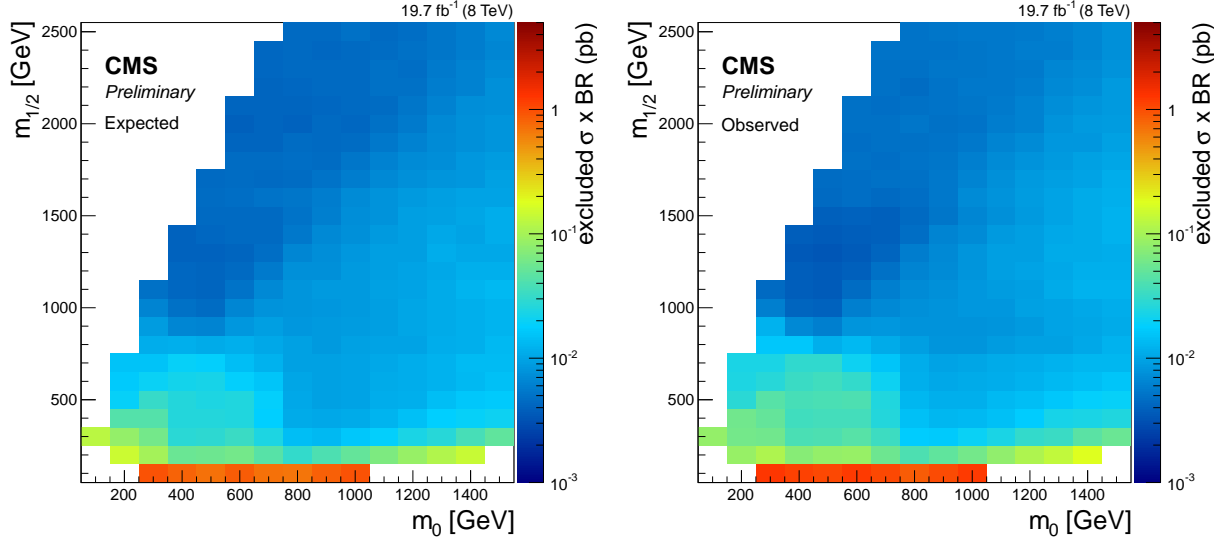 19.7 fb⁻¹ (8 TeV)
CMS
Preliminary
Expected
m₁/₂ [GeV]
2500
2000
1500
1000
500
200 400 600 800 1000 1200 1400
m₀ [GeV]
1
10⁻¹
10⁻²
10⁻³
excluded σ x BR (pb)
19.7 fb⁻¹ (8 TeV)
CMS
Preliminary
Observed
m₁/₂ [GeV]
2500
2000
1500
1000
500
200 400 600 800 1000 1200 1400
m₀ [GeV]
1
10⁻¹
10⁻²
10⁻³
excluded σ x BR (pb)